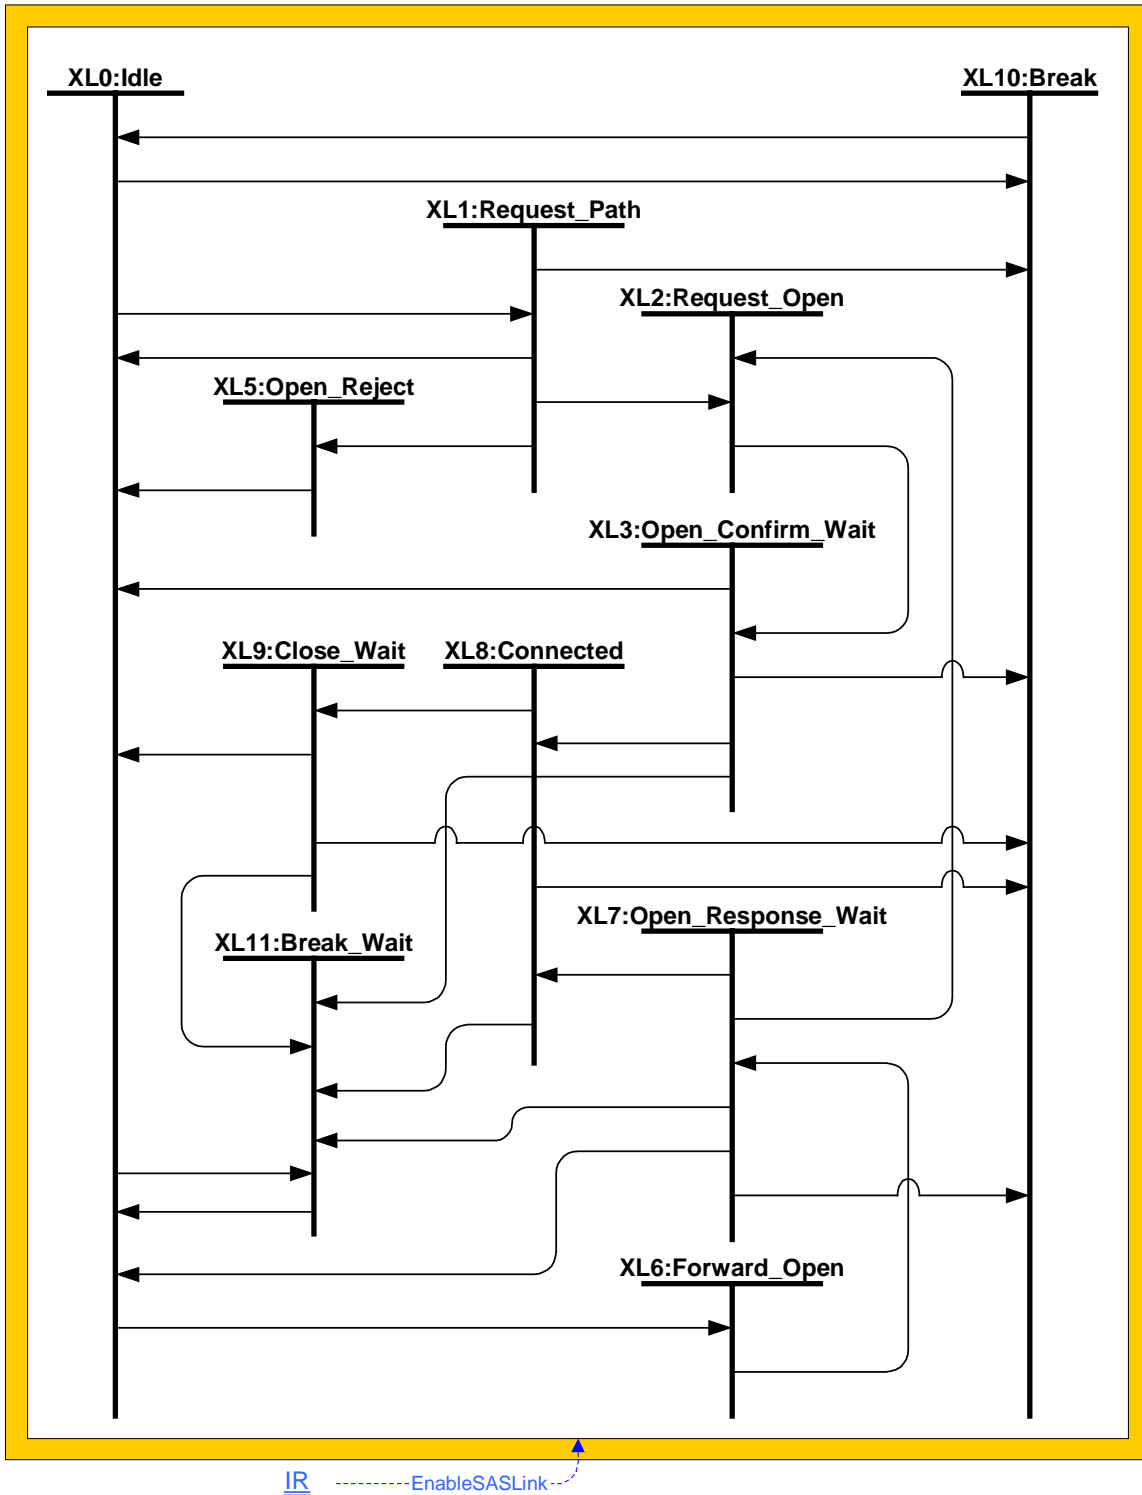 XL0:Idle
XL10:Break
XL1:Request_Path
XL2:Request_Open
XL5:Open_Reject
XL3:Open_Confirm_Wait
XL9:Close_Wait
XL8:Connected
XL7:Open_Response_Wait
XL11:Break_Wait
XL6:Forward_Open
IR
EnableSASLink